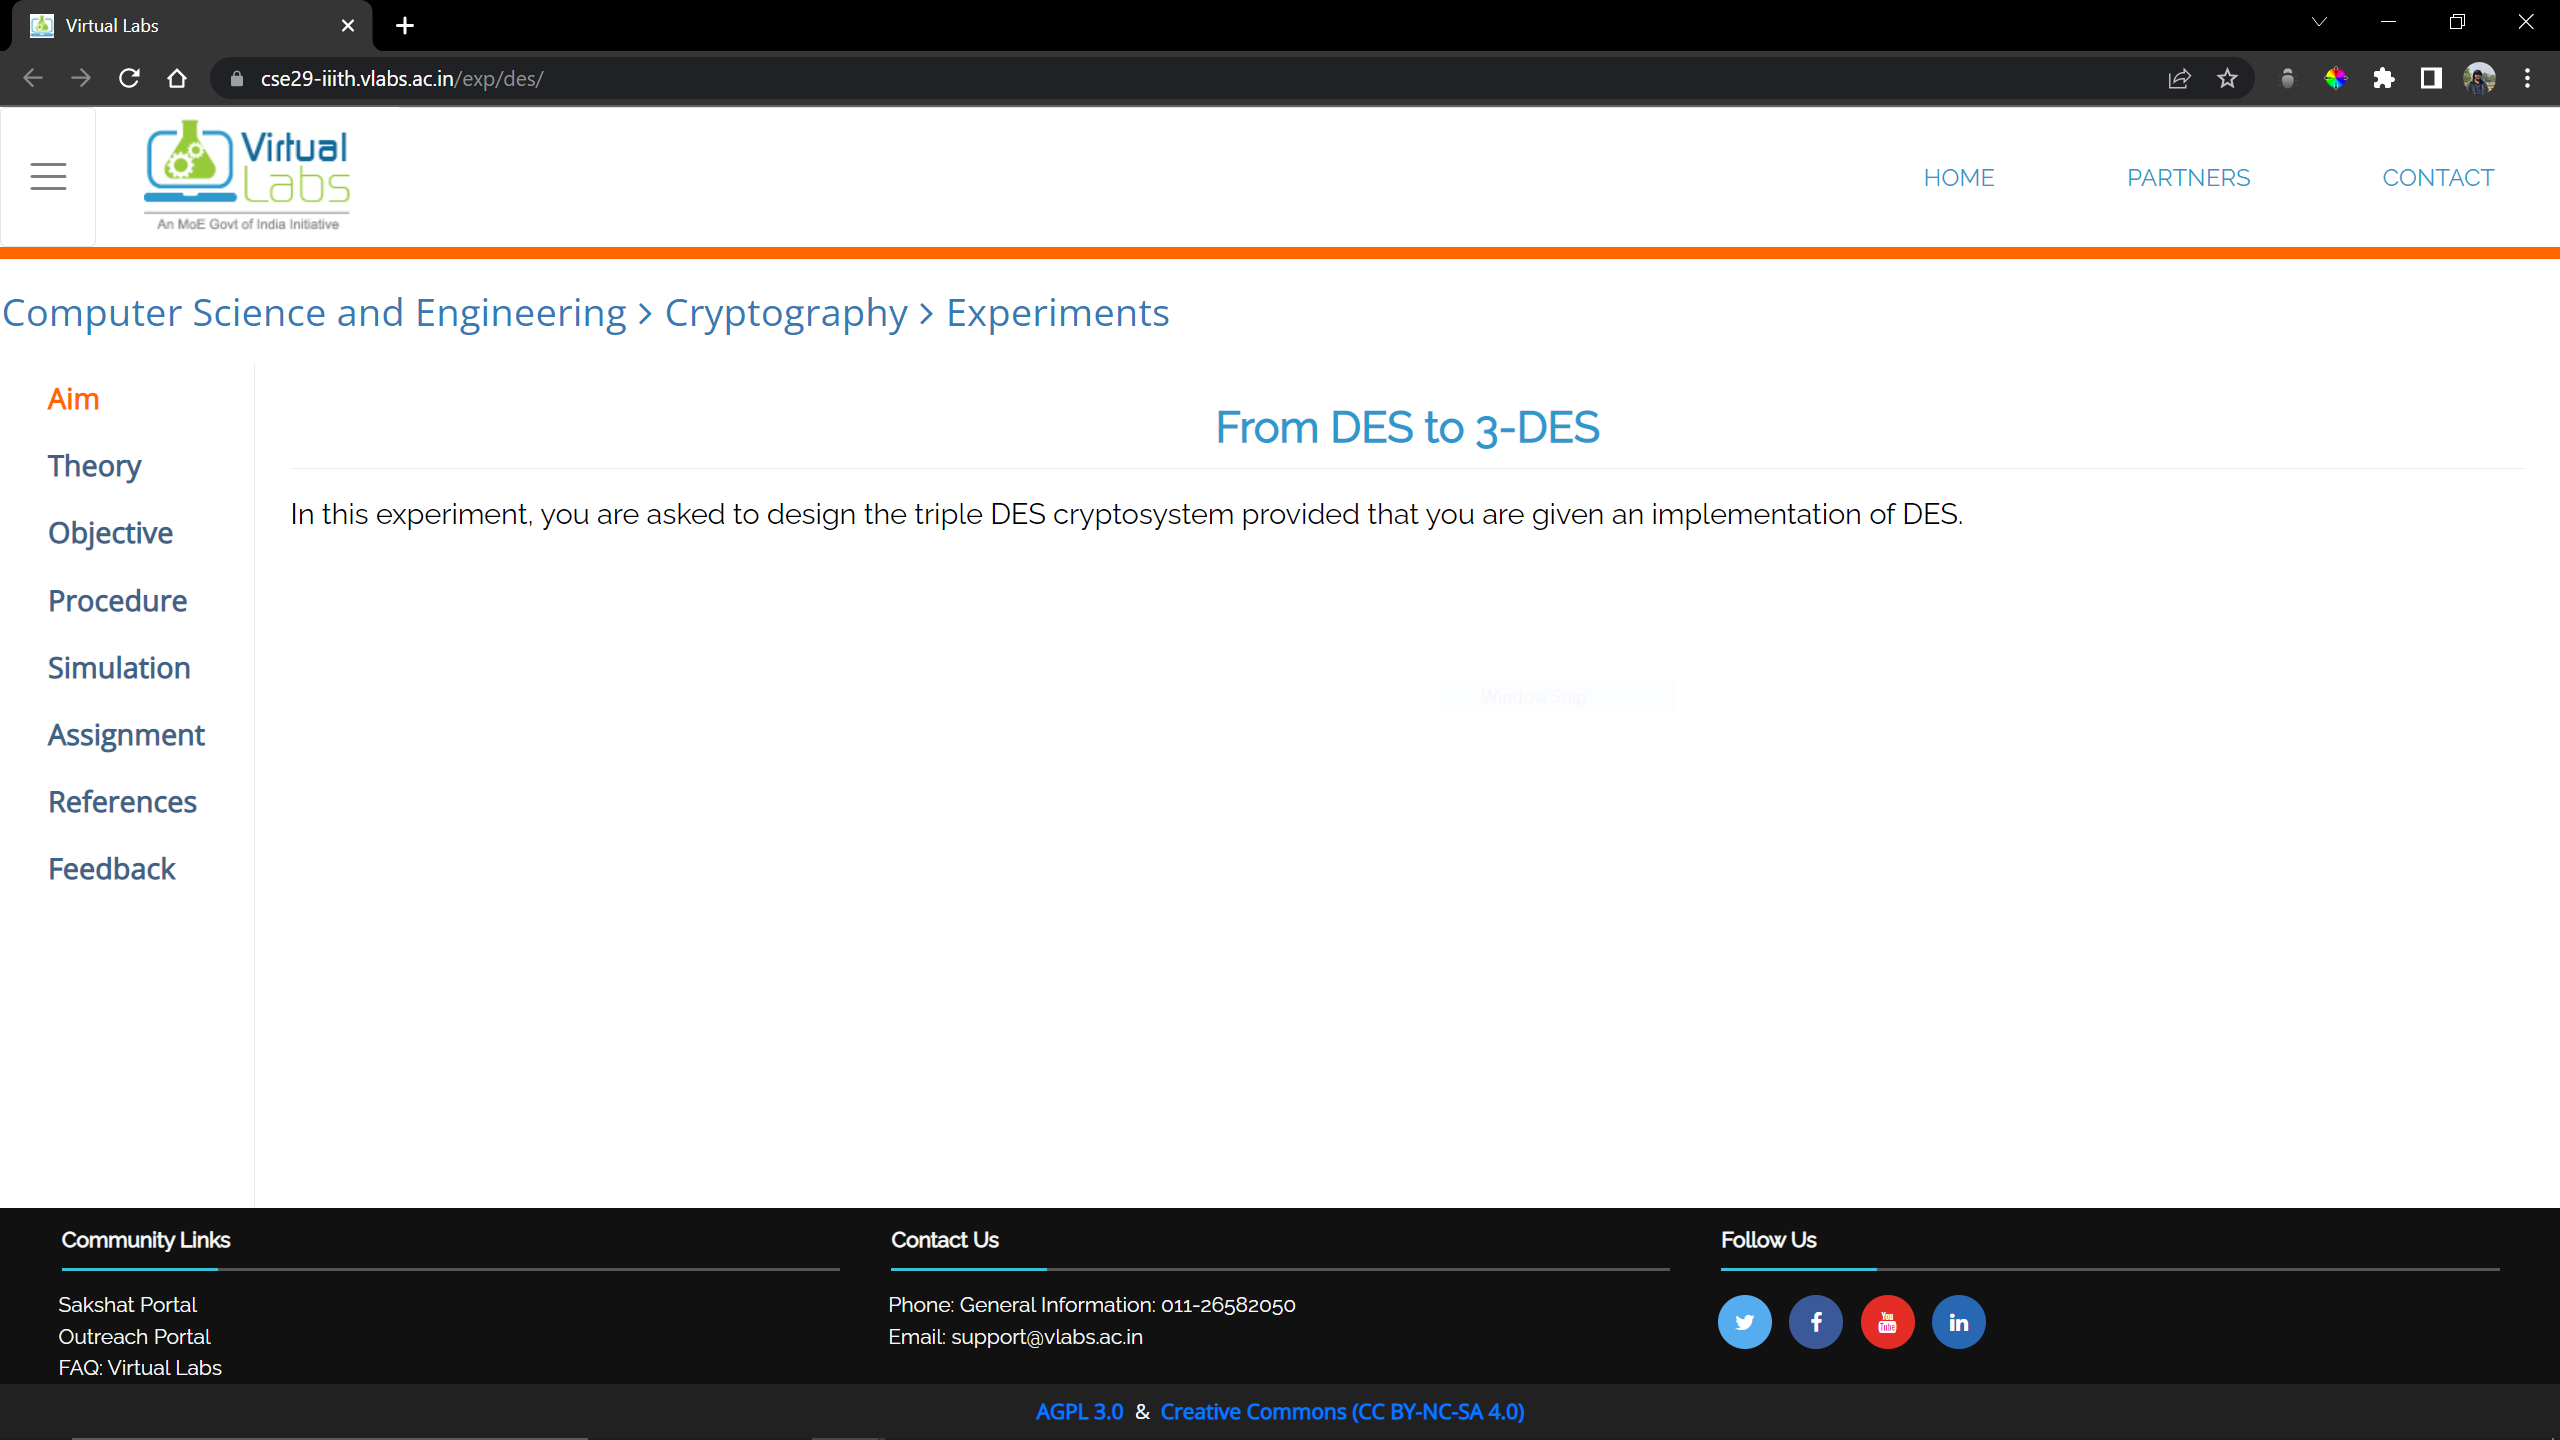 Virtual Labs
cse29-iiith.vlabs.ac.in/exp/des/
Virtual
Labs
An MoE Govt of India Initiative
HOME
PARTNERS
CONTACT
Computer Science and Engineering > Cryptography > Experiments
Aim
Theory
Objective
Procedure
Simulation
Assignment
References
Feedback
From DES to 3-DES
In this experiment, you are asked to design the triple DES cryptosystem provided that you are given an implementation of DES.
Window Snip
Community Links
Sakshat Portal
Outreach Portal
FAQ: Virtual Labs
Contact Us
Phone: General Information: 011-26582050
Email: support@vlabs.ac.in
Follow Us
You
Tube
AGPL 3.0 & Creative Commons (CC BY-NC-SA 4.0)